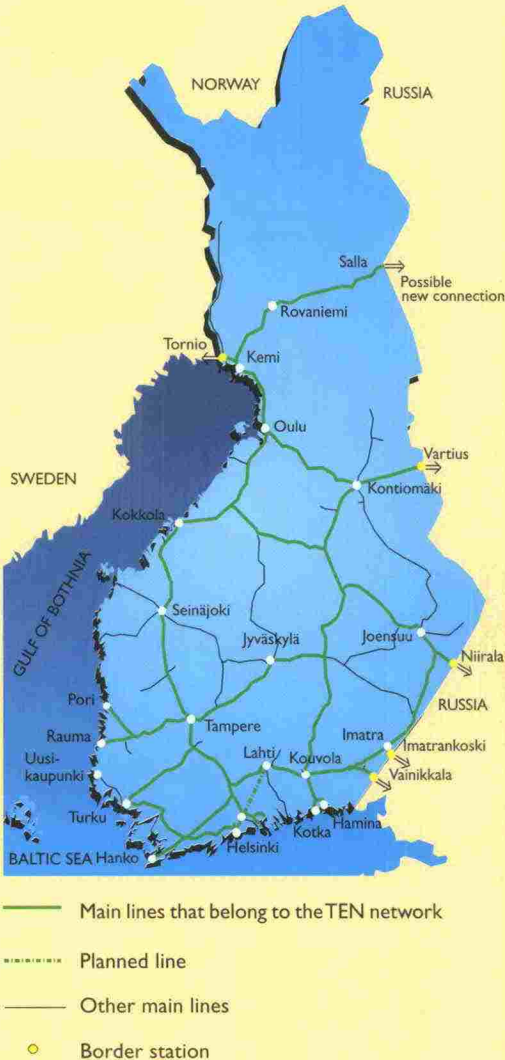 NORWAY
RUSSIA
Salla
Possible
new connection
Rovaniemi
Tornio
Kemi
Oulu
Vartius
SWEDEN
Kontiomäki
Kokkola
GULF OF BOTHNIA
Seinäjoki
Joensuu
Jyväskylä
Niirala
Pori
RUSSIA
Tampere
Rauma
Imatra
Lahti
Kouvola
Imatrankoski
Uusi-
kaupunki
Vainikkala
Turku
Hamina
Kotka
Helsinki
BALTIC SEA
Hanko
Main lines that belong to the TEN network
Planned line
Other main lines
Border station